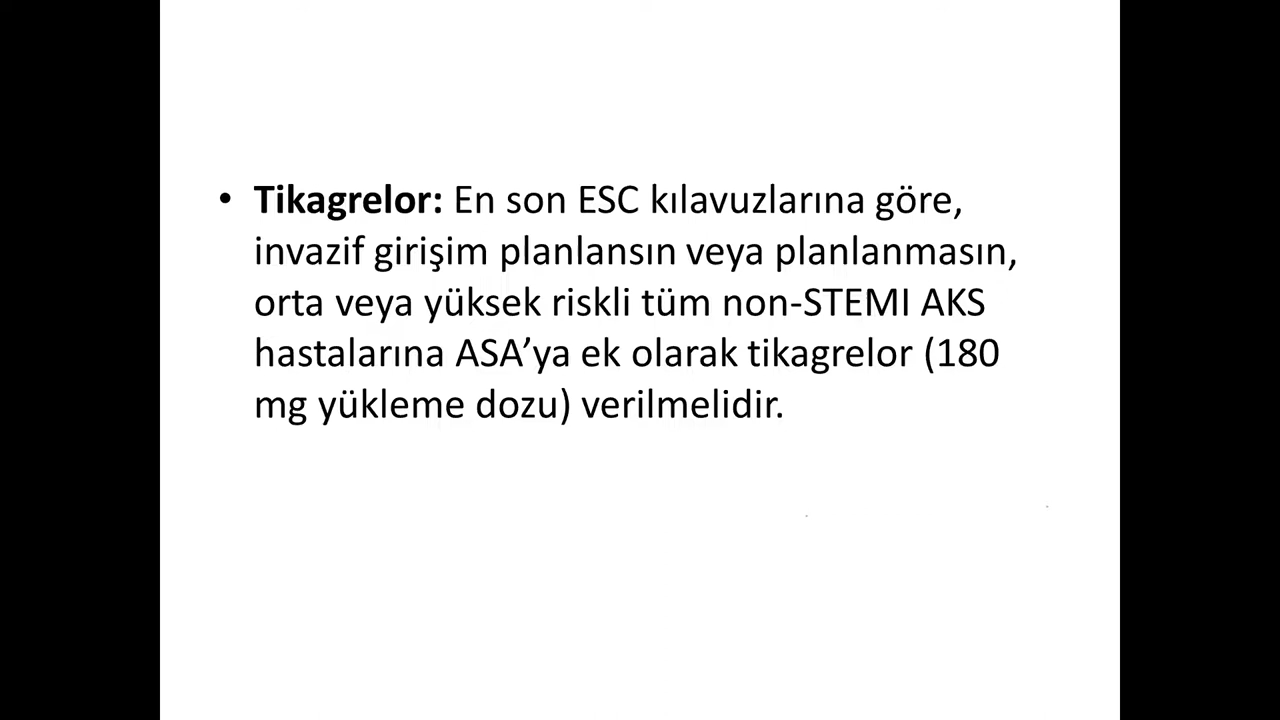 • Tikagrelor: En son ESC kılavuzlarına göre,
invazif girişim planlansın veya planlanmasın,
orta veya yüksek riskli tüm non-STEMI AKS
hastalarına ASA’ya ek olarak tikagrelor (180
mg yükleme dozu) verilmelidir.